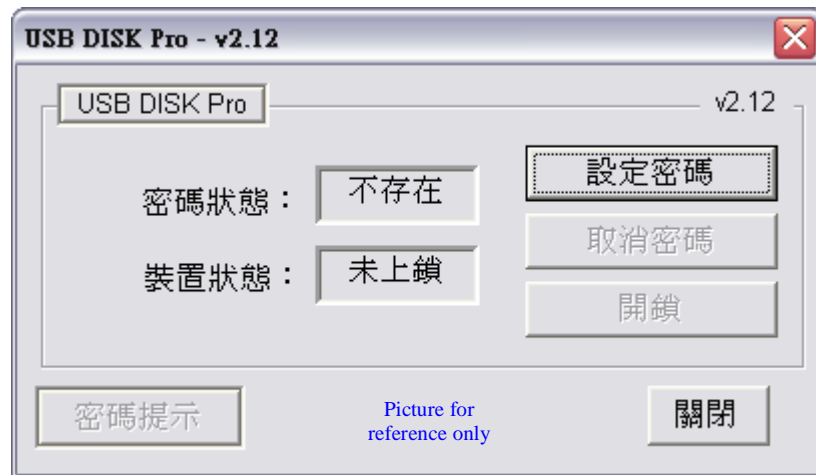 USB DISK Pro - v2.12
USB DISK Pro
v2.12
密碼狀態：
不存在
設定密碼
取消密碼
裝置狀態：
未上鎖
開鎖
密碼提示
Picture for
reference only
關閉